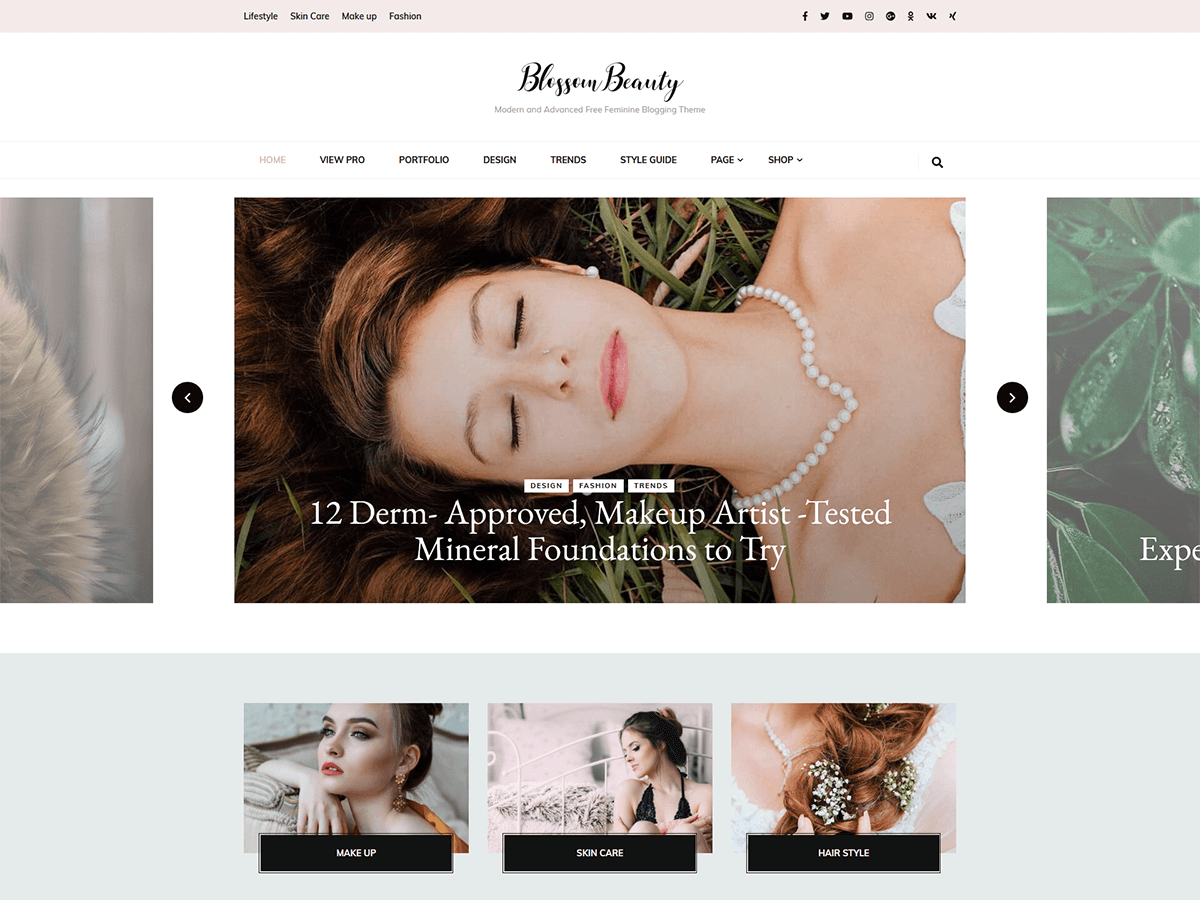 Lifestyle Skin Care Make up Fashion
Blossom Beauty
Modern and Advanced Free Feminine Blogging Theme
HOME VIEW PRO PORTFOLIO DESIGN TRENDS STYLE GUIDE PAGE SHOP
DESIGN FASHION TRENDS
12 Derm- Approved, Makeup Artist -Tested
Mineral Foundations to Try
Expe
MAKE UP SKIN CARE HAIR STYLE